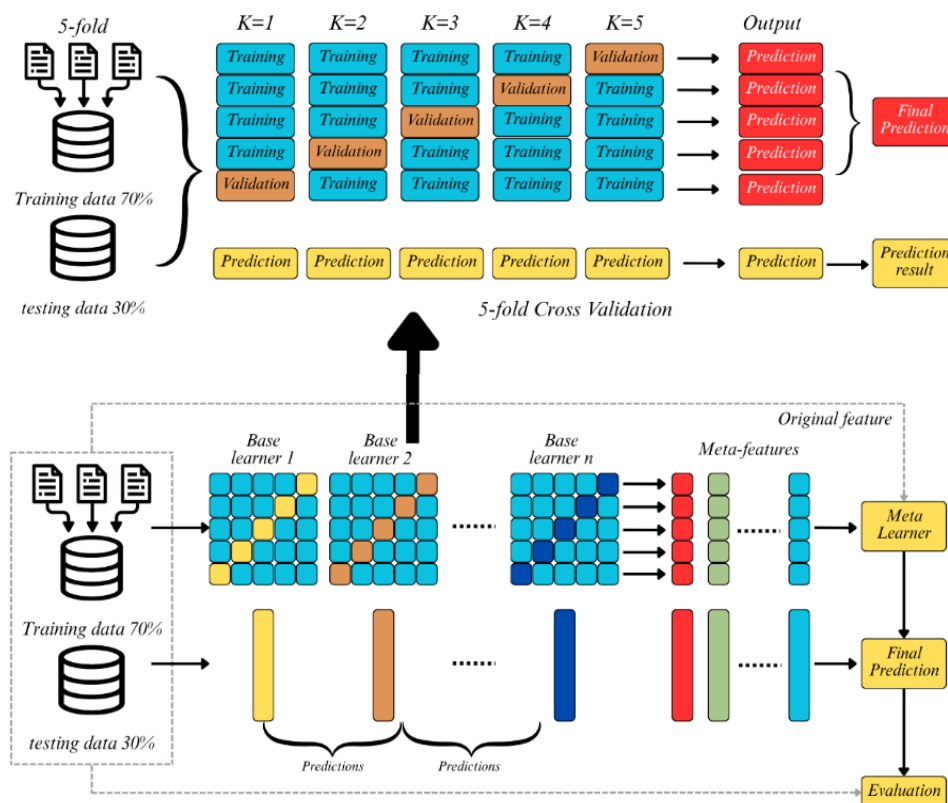 5-fold
K=1 K=2 K=3 K=4 K=5 Output
Training Training Training Training Validation Prediction
Training Training Training Validation Training Prediction
Training Training Validation Training Training Prediction
Training Validation Training Training Training Prediction
Validation Training Training Training Training Prediction
Final
Prediction
Training data 70%
testing data 30%
Prediction Prediction Prediction Prediction Prediction Prediction
Prediction
result
5-fold Cross Validation
Original feature
Base
learner 1
Base
learner 2
Base
learner n
Meta-features
Meta
Learner
Training data 70%
Final
Prediction
testing data 30%
Predictions
Predictions
Evaluation